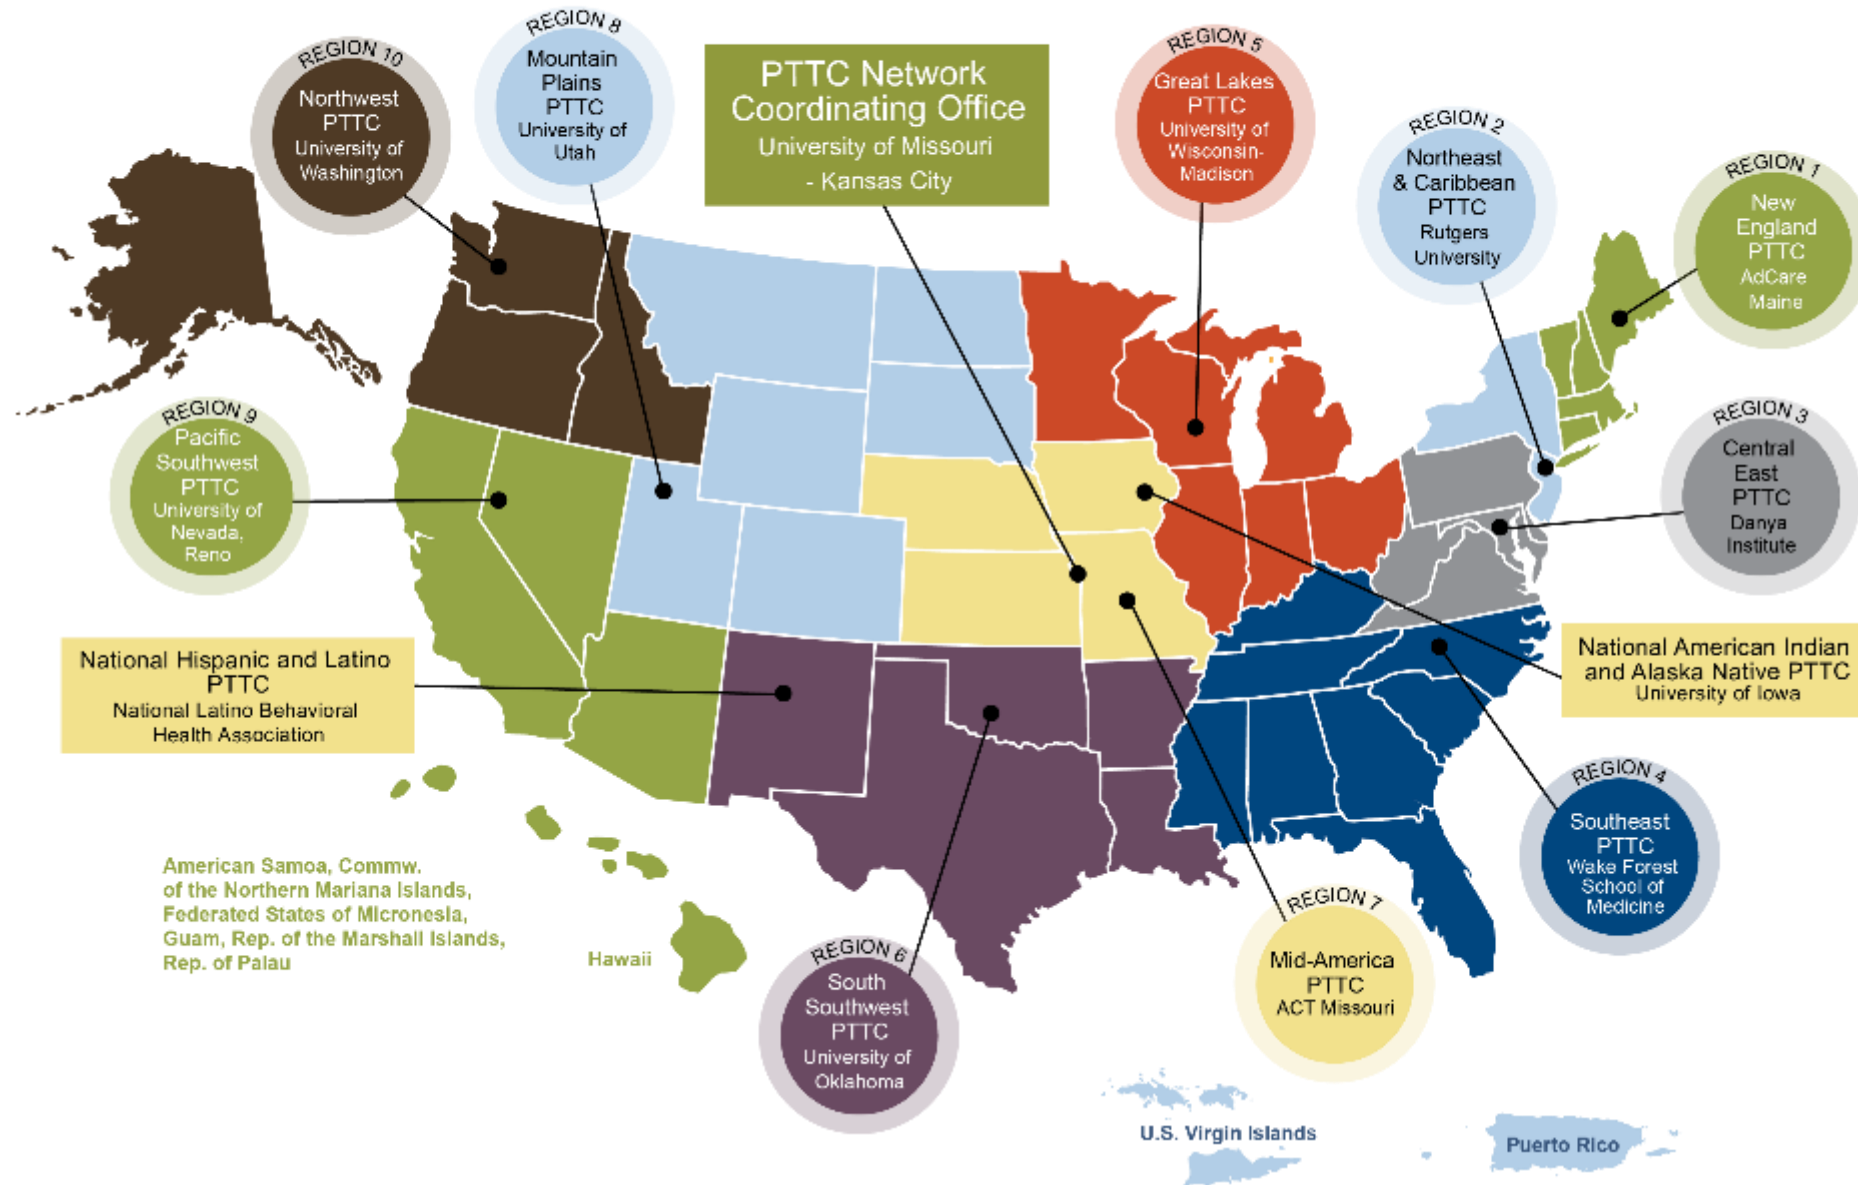 REGION 10
Northwest
PTTC
University of
Washington
REGION 8
Mountain
Plains
PTTC
University of
Utah
PTTC Network
Coordinating Office
University of Missouri
- Kansas City
REGION 5
Great Lakes
PTTC
University of
Wisconsin-
Madison
REGION 2
Northeast
& Caribbean
PTTC
Rutgers
University
REGION 1
New
England
PTTC
AdCare
Maine
REGION 9
Pacific
Southwest
PTTC
University of
Nevada,
Reno
REGION 3
Central
East
PTTC
Danya
Institute
National Hispanic and Latino
PTTC
National Latino Behavioral
Health Association
National American Indian
and Alaska Native PTTC
University of Iowa
REGION 4
Southeast
PTTC
Wake Forest
School of
Medicine
American Samoa, Commw.
of the Northern Mariana Islands,
Federated States of Micronesia,
Guam, Rep. of the Marshall Islands,
Rep. of Palau
Hawaii
REGION 6
South
Southwest
PTTC
University of
Oklahoma
REGION 7
Mid-America
PTTC
ACT Missouri
U.S. Virgin Islands
Puerto Rico